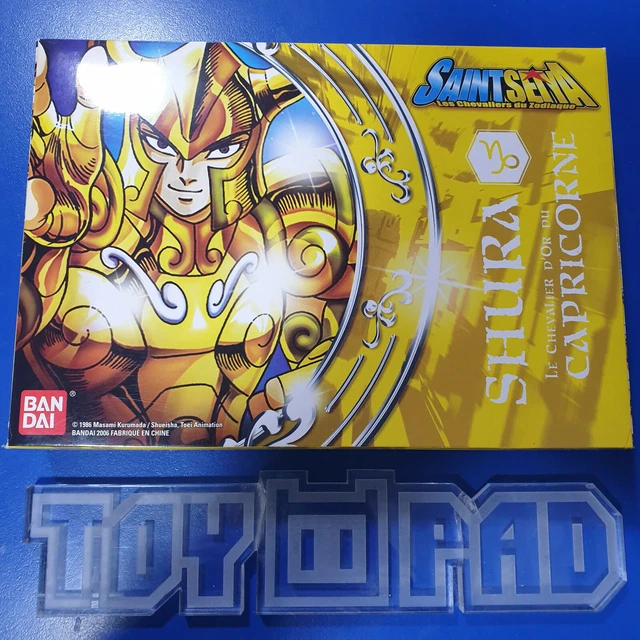 SAINT SEIYA
Les Chevaliers du Zodiaque
SHURA
LE CHEVALIER D'OR DU
CAPRICORNE
BAN
DAI
®
© 1986 Masami Kurumada / Shueisha, Toei Animation
BANDAI 2006 FABRIQUÉ EN CHINE
TOY PAD